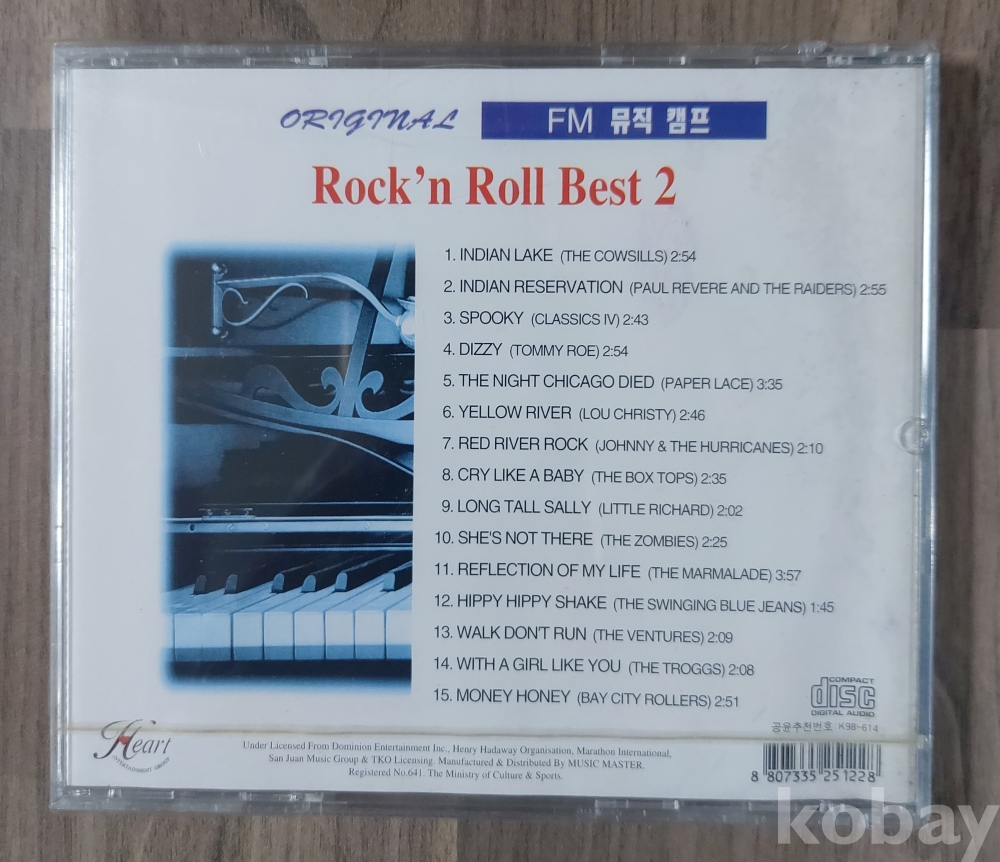 ORIGINAL FM 뮤직 캠프
Rock'n Roll Best 2
1. INDIAN LAKE (THE COWSILLS) 2:54
2. INDIAN RESERVATION (PAUL REVERE AND THE RAIDERS) 2:55
3. SPOOKY (CLASSICS IV) 2:43
4. DIZZY (TOMMY ROE) 2:54
5. THE NIGHT CHICAGO DIED (PAPER LACE) 3:35
6. YELLOW RIVER (LOU CHRISTY) 2:46
7. RED RIVER ROCK (JOHNNY & THE HURRICANES) 2:10
8. CRY LIKE A BABY (THE BOX TOPS) 2:35
9. LONG TALL SALLY (LITTLE RICHARD) 2:02
10. SHE'S NOT THERE (THE ZOMBIES) 2:25
11. REFLECTION OF MY LIFE (THE MARMALADE) 3:57
12. HIPPY HIPPY SHAKE (THE SWINGING BLUE JEANS) 1:45
13. WALK DON'T RUN (THE VENTURES) 2:09
14. WITH A GIRL LIKE YOU (THE TROGGS) 2:08
15. MONEY HONEY (BAY CITY ROLLERS) 2:51
COMPACT
disc
DIGITAL AUDIO
공윤추천번호 K98-614
Heart
ENTERTAINMENT GROUP
Under Licensed From Dominion Entertainment Inc., Henry Hadaway Organisation, Marathon International,
San Juan Music Group & TKO Licensing. Manufactured & Distributed By MUSIC MASTER.
Registered No.641. The Ministry of Culture & Sports.
8 807335 251228
kobay